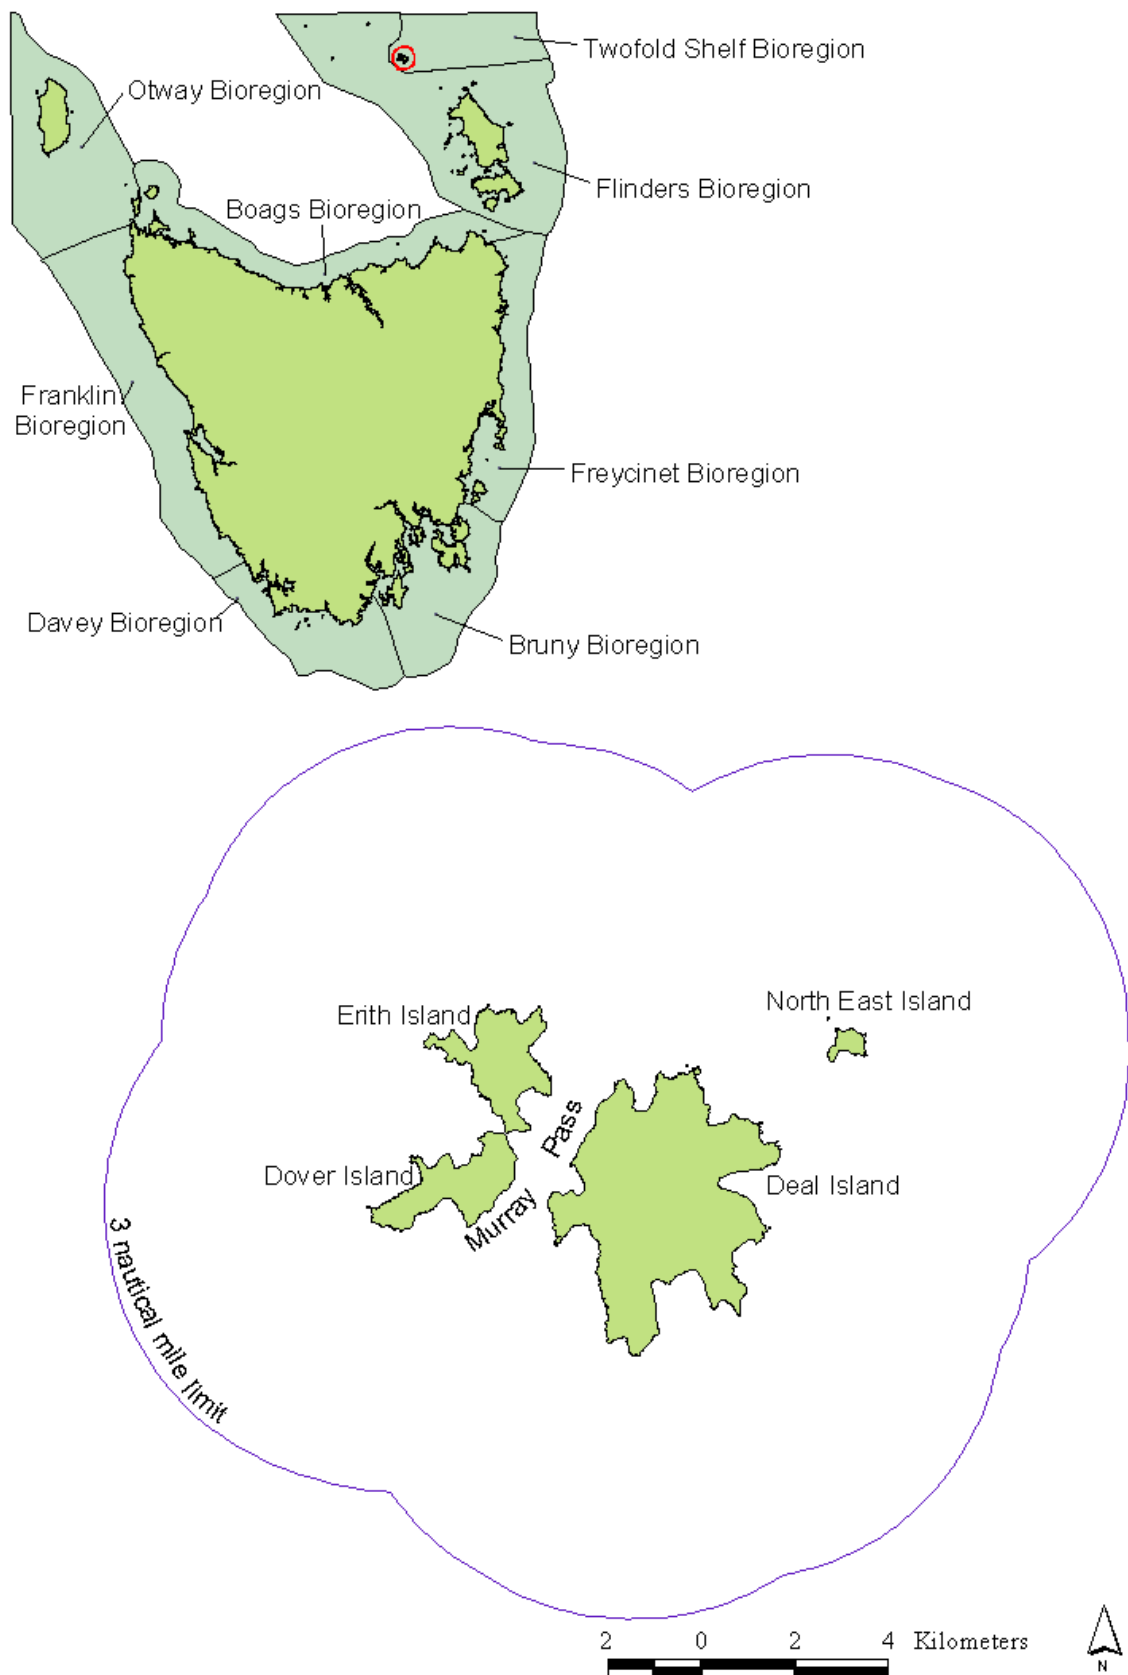 Twofold Shelf Bioregion
Otway Bioregion
Flinders Bioregion
Boags Bioregion
Franklin
Bioregion
Freycinet Bioregion
Davey Bioregion
Bruny Bioregion
North East Island
Erith Island
Pass
Dover Island
Deal Island
Murray
3 nautical mile limit
2 0 2 4 Kilometers
N